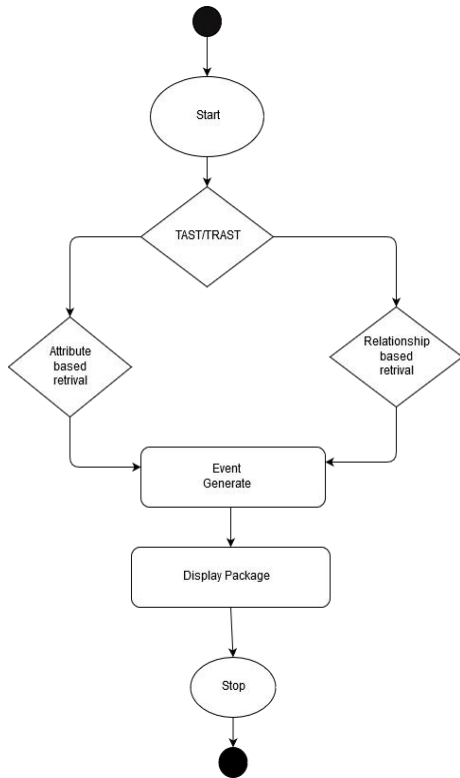 Start
TAST/TRAST
Attribute
based
retrival
Relationship
based
retrival
Event
Generate
Display Package
Stop